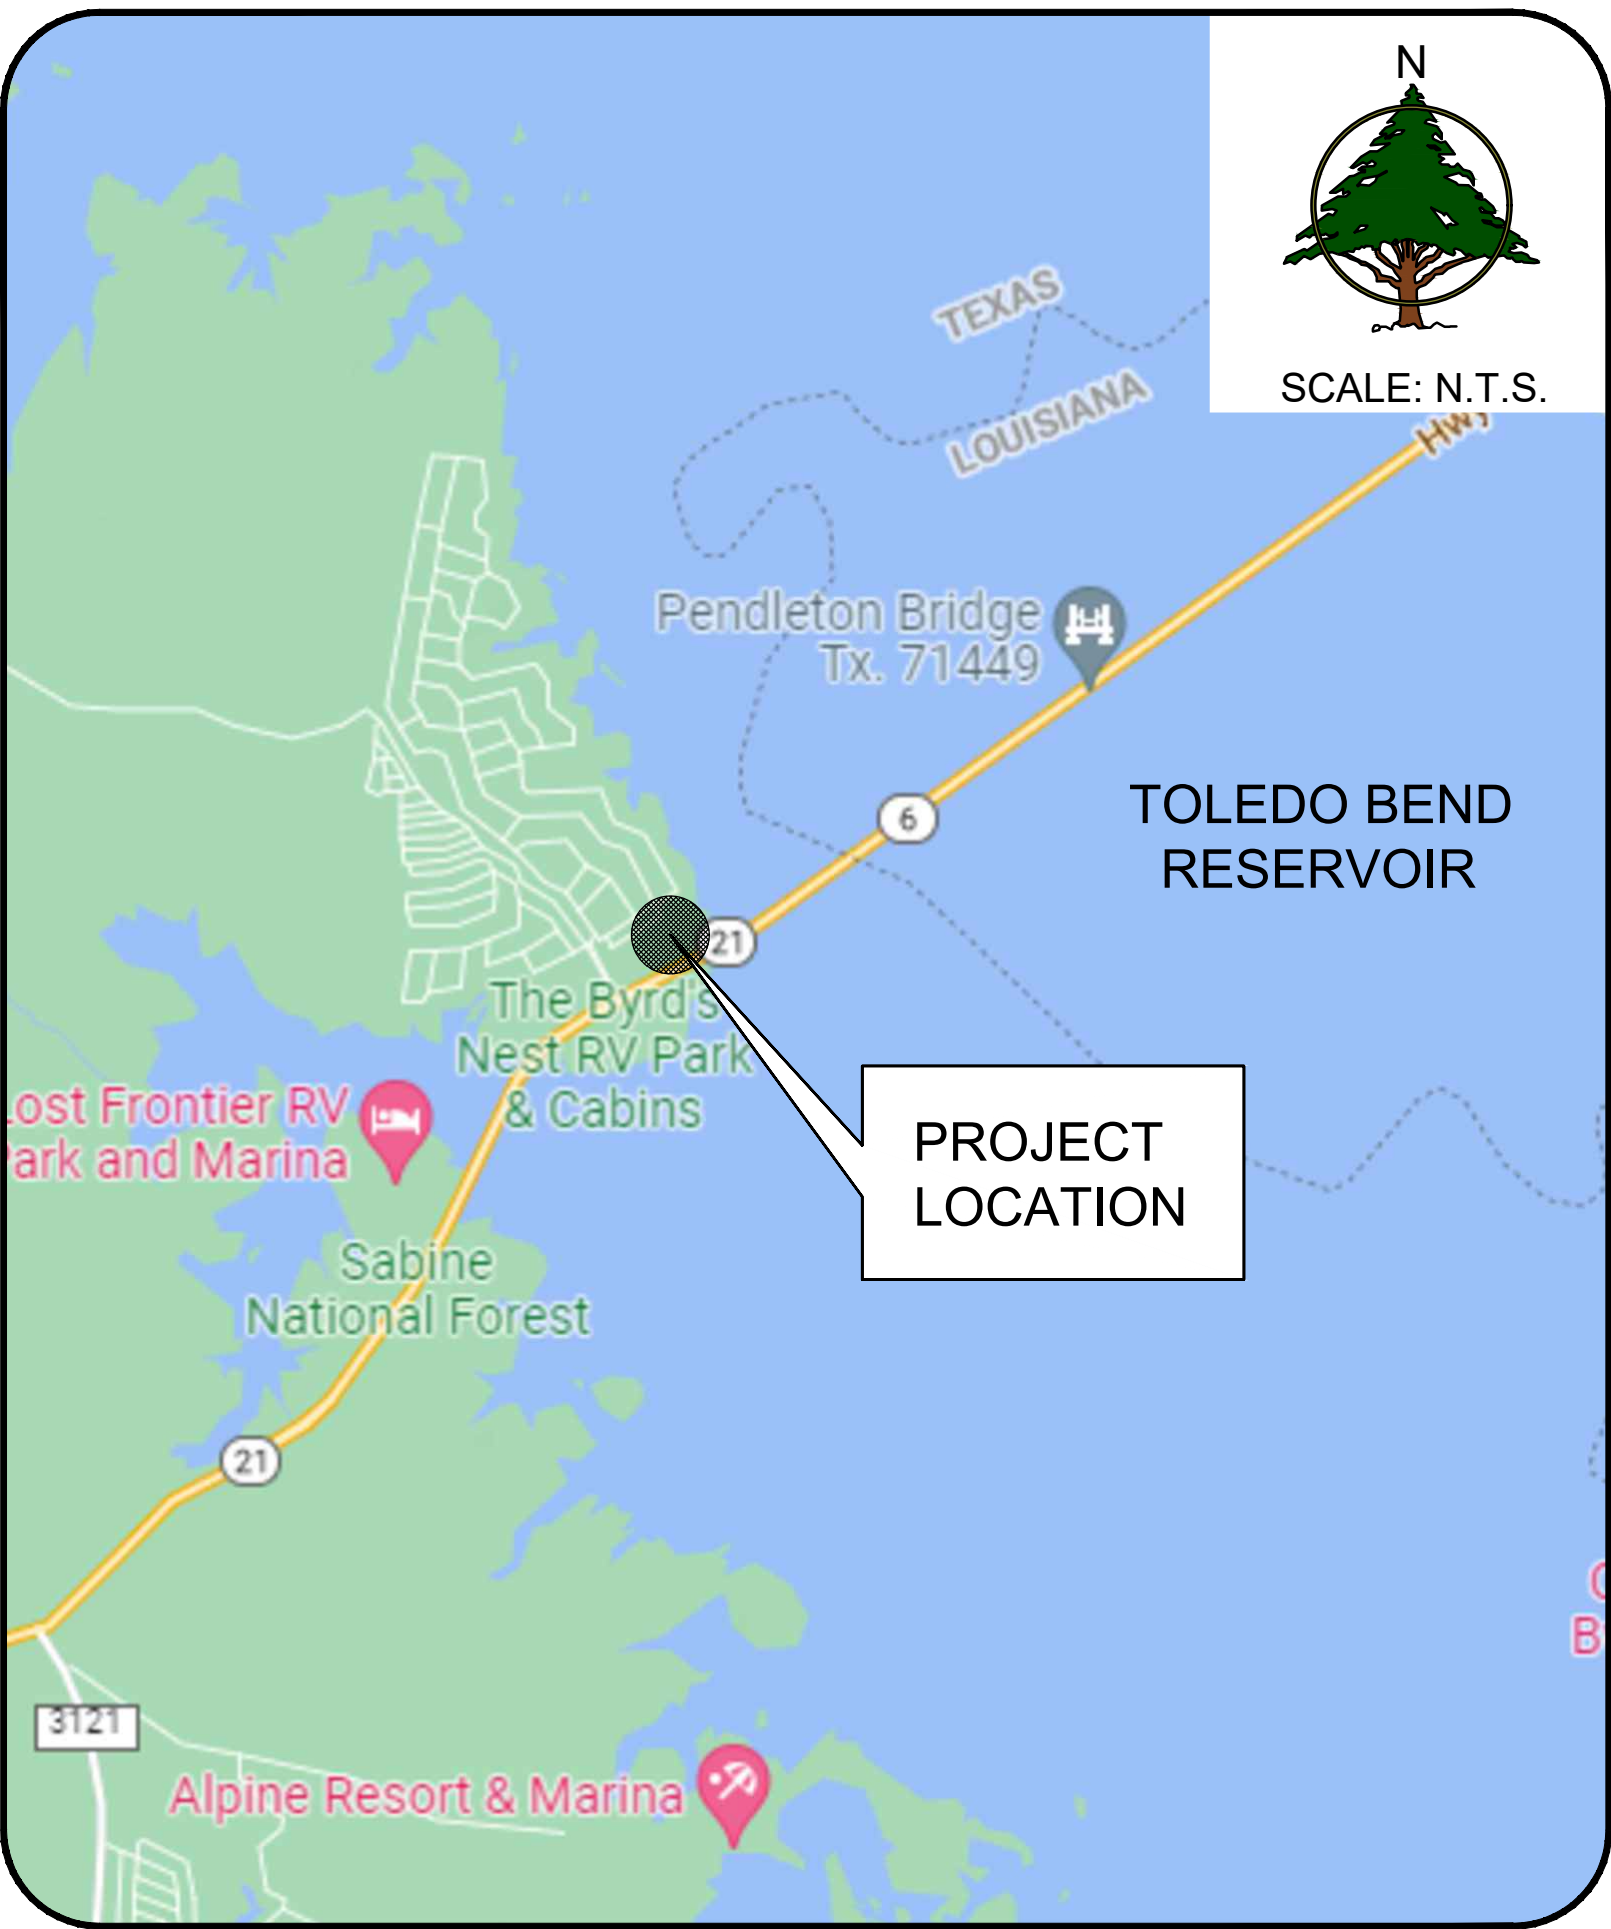 N
SCALE: N.T.S.
TEXAS
LOUISIANA
Hwy
Pendleton Bridge
Tx. 71449
6
TOLEDO BEND
RESERVOIR
21
The Byrd's
Nest RV Park
& Cabins
PROJECT
LOCATION
Lost Frontier RV
Park and Marina
Sabine
National Forest
21
3121
Alpine Resort & Marina